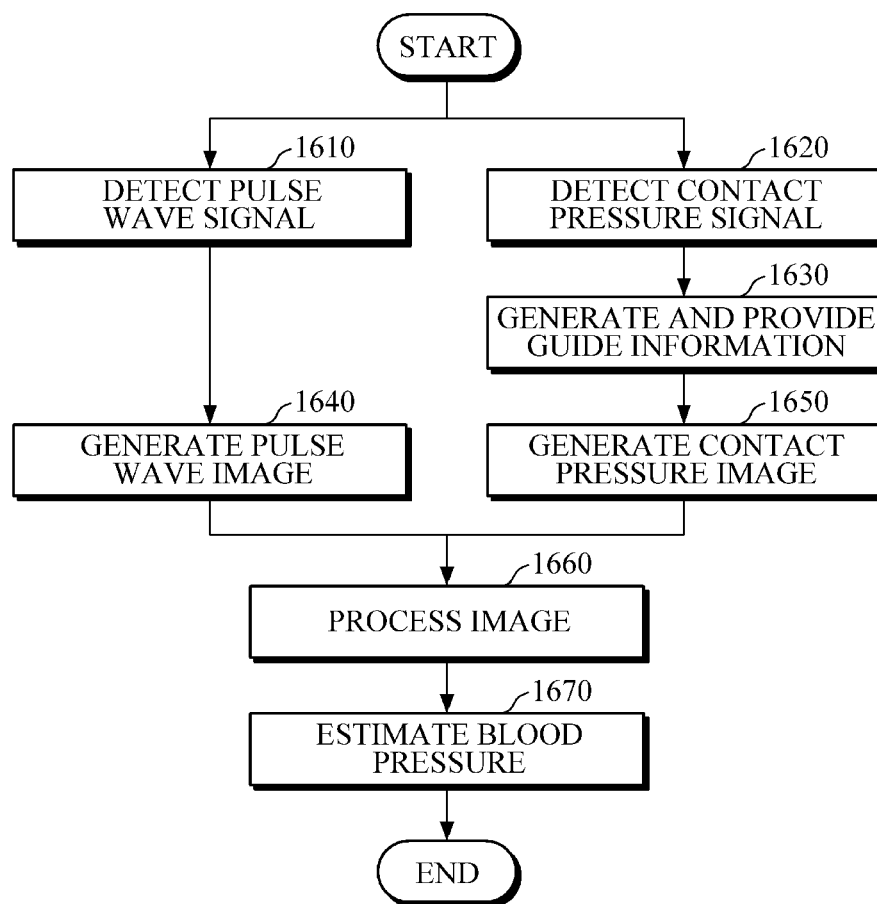 START
1610
DETECT PULSE
WAVE SIGNAL
1620
DETECT CONTACT
PRESSURE SIGNAL
1630
GENERATE AND PROVIDE
GUIDE INFORMATION
1640
GENERATE PULSE
WAVE IMAGE
1650
GENERATE CONTACT
PRESSURE IMAGE
1660
PROCESS IMAGE
1670
ESTIMATE BLOOD
PRESSURE
END